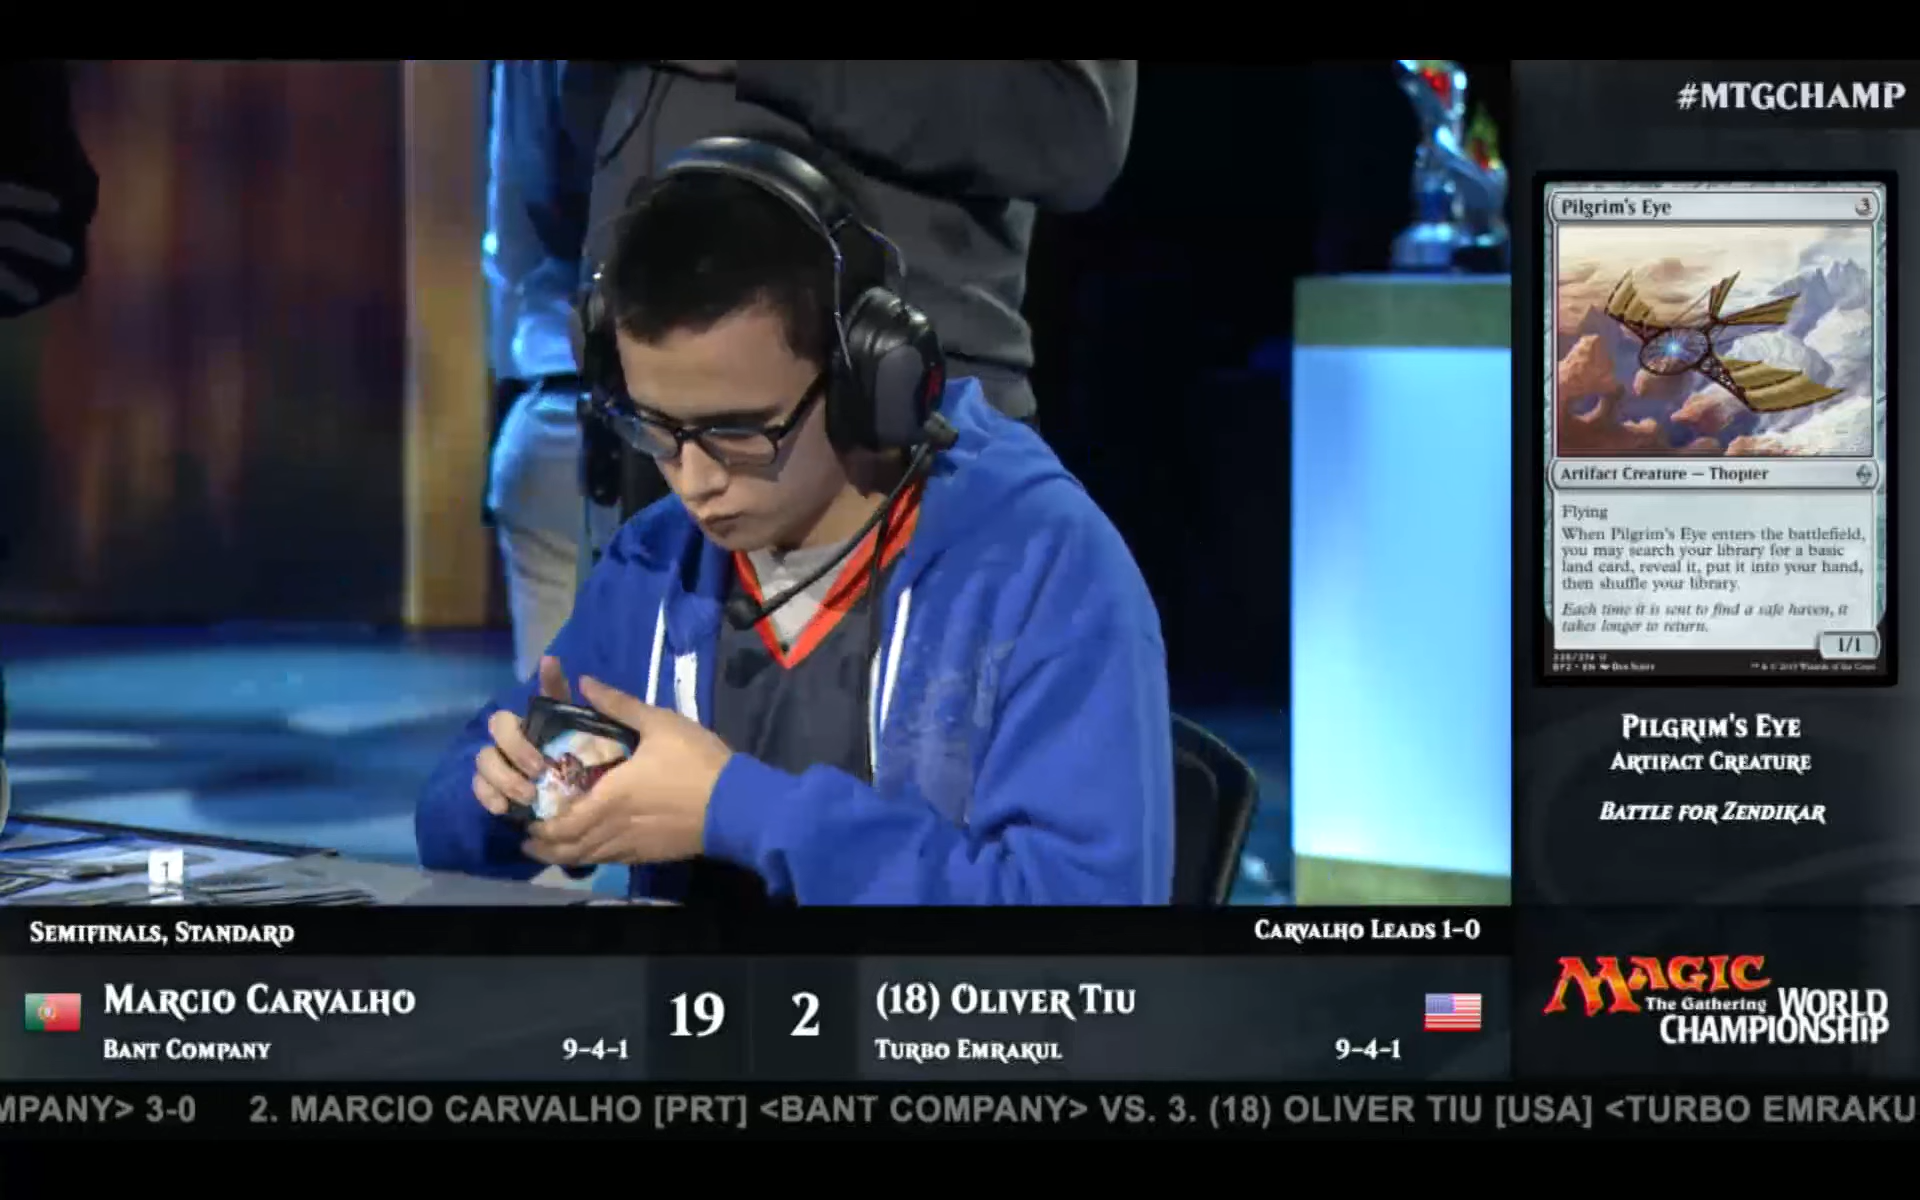 #MTGCHAMP
Pilgrim's Eye
3
Artifact Creature — Thopter
Flying
When Pilgrim's Eye enters the battlefield,
you may search your library for a basic
land card, reveal it, put it into your hand,
then shuffle your library.
Each time it is sent to find a safe haven, it
takes longer to return.
1/1
PILGRIM'S EYE
ARTIFACT CREATURE
BATTLE FOR ZENDIKAR
1
SEMIFINALS, STANDARD
CARVALHO LEADS 1-0
MARCIO CARVALHO
19
2
(18) OLIVER TIU
BANT COMPANY
9-4-1
TURBO EMRAKUL
9-4-1
MAGIC
The Gathering
WORLD
CHAMPIONSHIP
MPANY> 3-0 2. MARCIO CARVALHO [PRT] <BANT COMPANY> VS. 3. (18) OLIVER TIU [USA] <TURBO EMRAKU